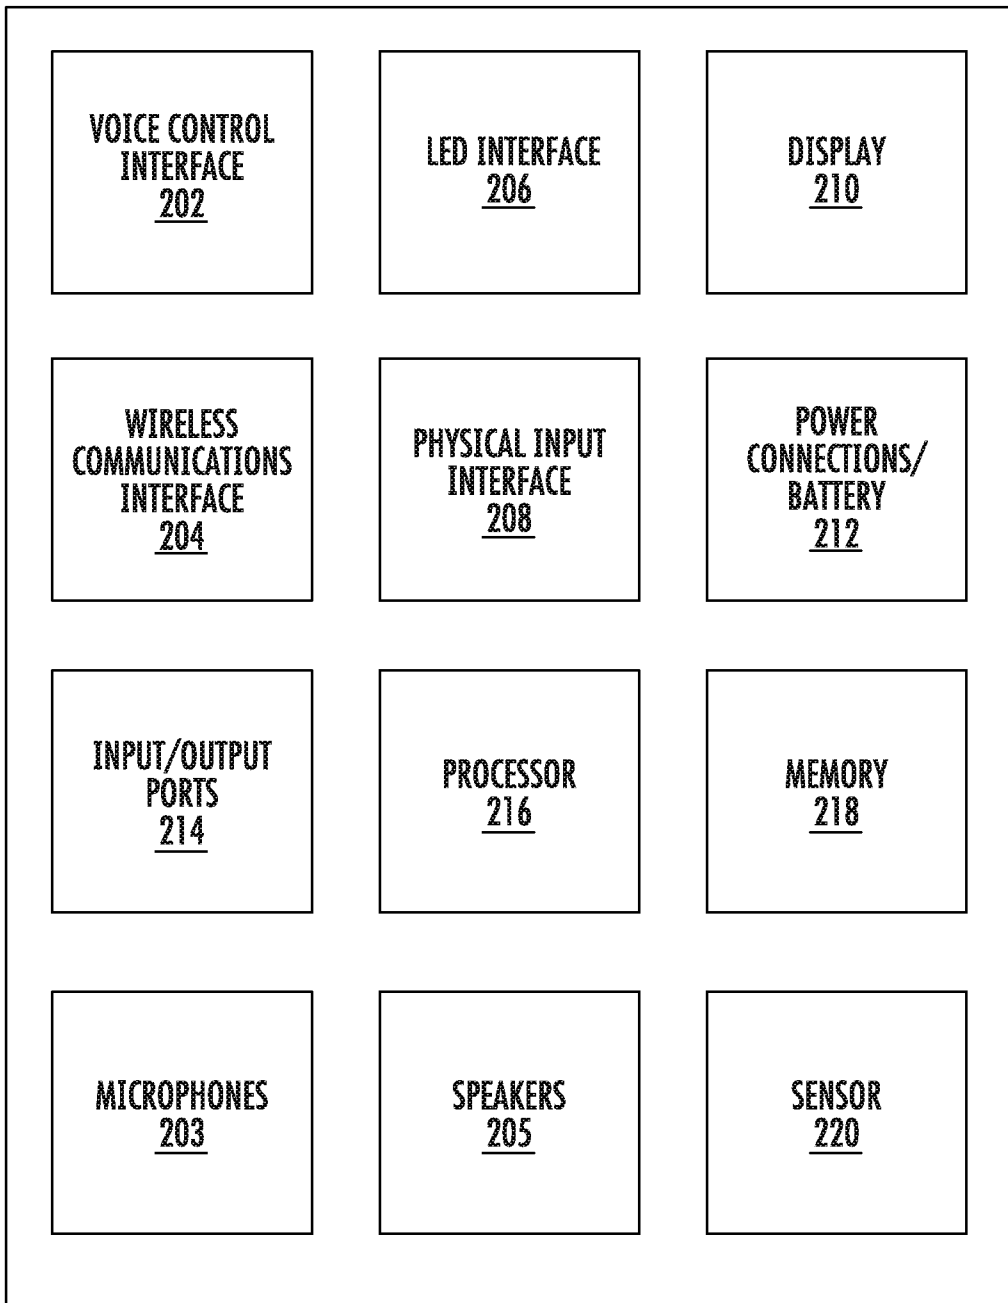 VOICE CONTROL
INTERFACE
202
LED INTERFACE
206
DISPLAY
210
WIRELESS
COMMUNICATIONS
INTERFACE
204
PHYSICAL INPUT
INTERFACE
208
POWER
CONNECTIONS/
BATTERY
212
INPUT/OUTPUT
PORTS
214
PROCESSOR
216
MEMORY
218
MICROPHONES
203
SPEAKERS
205
SENSOR
220